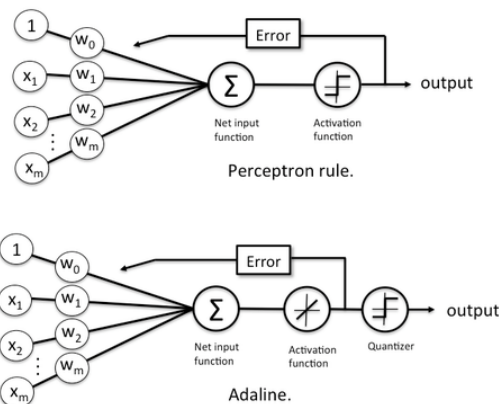 1
w0
Error
x1
w1
Σ
output
x2
w2
Net input
function
Activation
function
⋮
wm
xm
Perceptron rule.
1
w0
Error
x1
w1
Σ
output
x2
w2
Net input
function
Activation
function
Quantizer
⋮
wm
xm
Adaline.